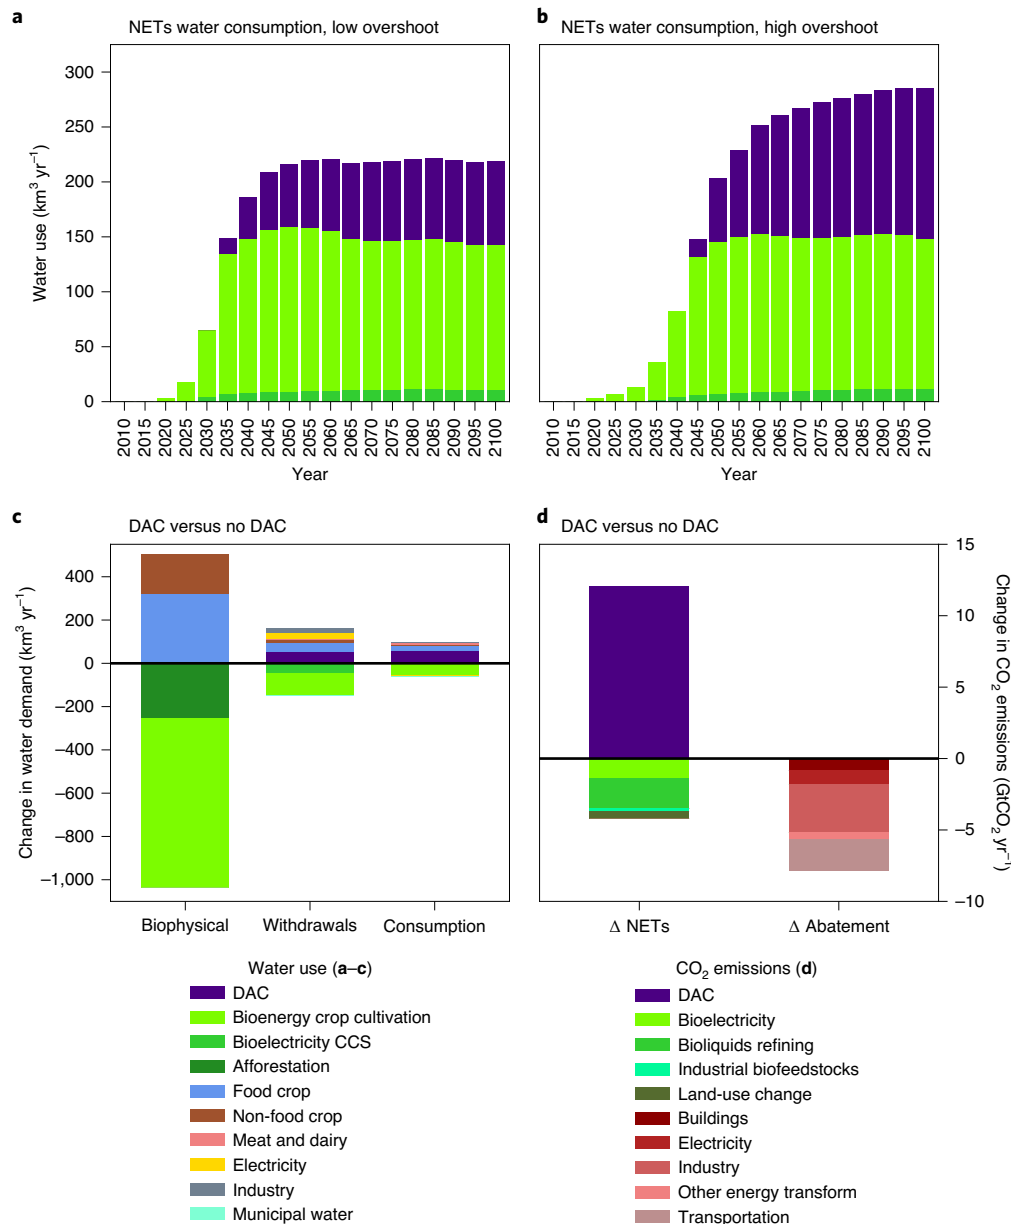 a
NETs water consumption, low overshoot
300
250
200
150
100
50
0
Water use (km³ yr⁻¹)
2010
2015
2020
2025
2030
2035
2040
2045
2050
2055
2060
2065
2070
2075
2080
2085
2090
2095
2100
Year
b
NETs water consumption, high overshoot
2010
2015
2020
2025
2030
2035
2040
2045
2050
2055
2060
2065
2070
2075
2080
2085
2090
2095
2100
Year
c
DAC versus no DAC
400
200
0
−200
−400
−600
−800
−1,000
Change in water demand (km³ yr⁻¹)
Biophysical
Withdrawals
Consumption
d
DAC versus no DAC
15
10
5
0
−5
−10
Change in CO₂ emissions (GtCO₂ yr⁻¹)
Δ NETs
Δ Abatement
Water use (a–c)
DAC
Bioenergy crop cultivation
Bioelectricity CCS
Afforestation
Food crop
Non-food crop
Meat and dairy
Electricity
Industry
Municipal water
CO₂ emissions (d)
DAC
Bioelectricity
Bioliquids refining
Industrial biofeedstocks
Land-use change
Buildings
Electricity
Industry
Other energy transform
Transportation